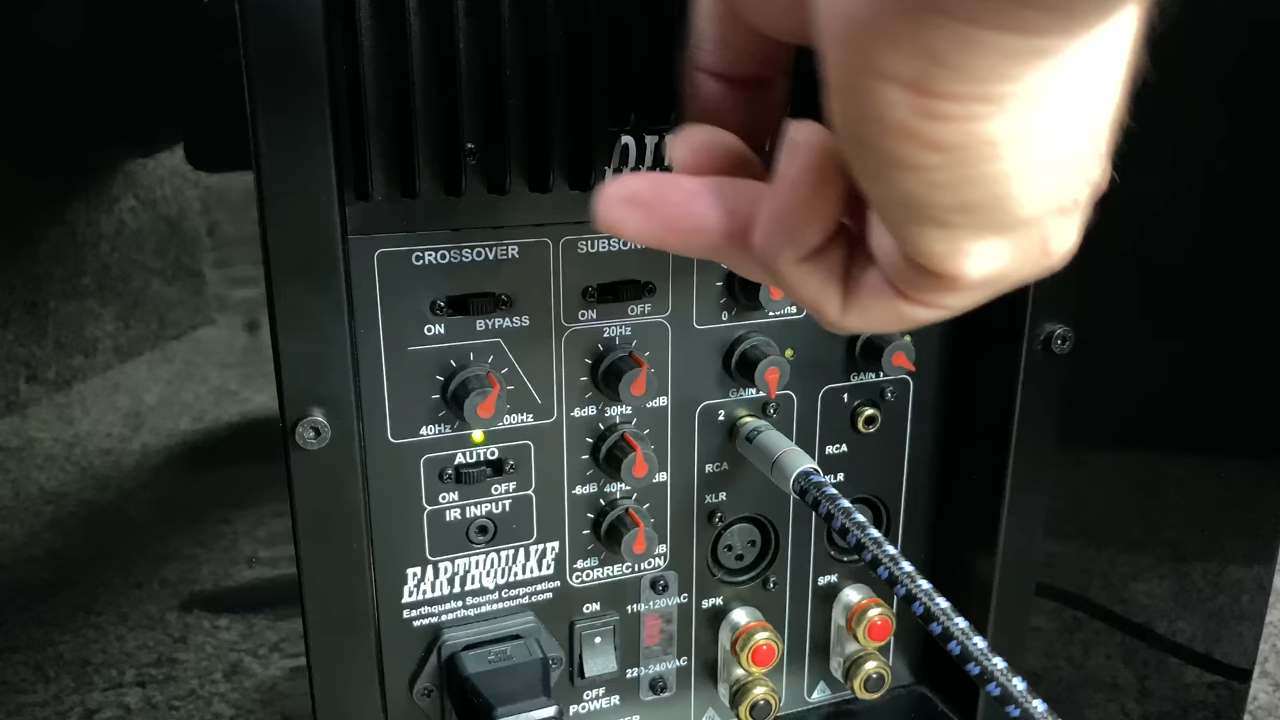 CROSSOVER
ON
BYPASS
40Hz
AUTO
ON
OFF
IR INPUT
EARTHQUAKE
Earthquake Sound Corporation
www.earthquakesound.com
ON
OFF
20Hz
-6dB
30Hz
-6dB
40Hz
-6dB
CORRECTION
ON
OFF
POWER
110-120VAC
220-240VAC
0
GAIN
2
RCA
XLR
SPK
GAIN 1
1
RCA
XLR
SPK